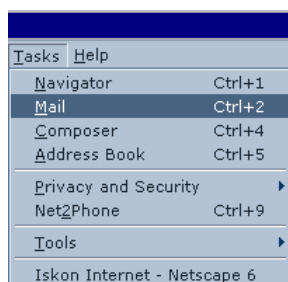 Tasks Help
Navigator Ctrl+1
Mail Ctrl+2
Composer Ctrl+4
Address Book Ctrl+5
Privacy and Security
Net2Phone Ctrl+9
Tools
Iskon Internet - Netscape 6